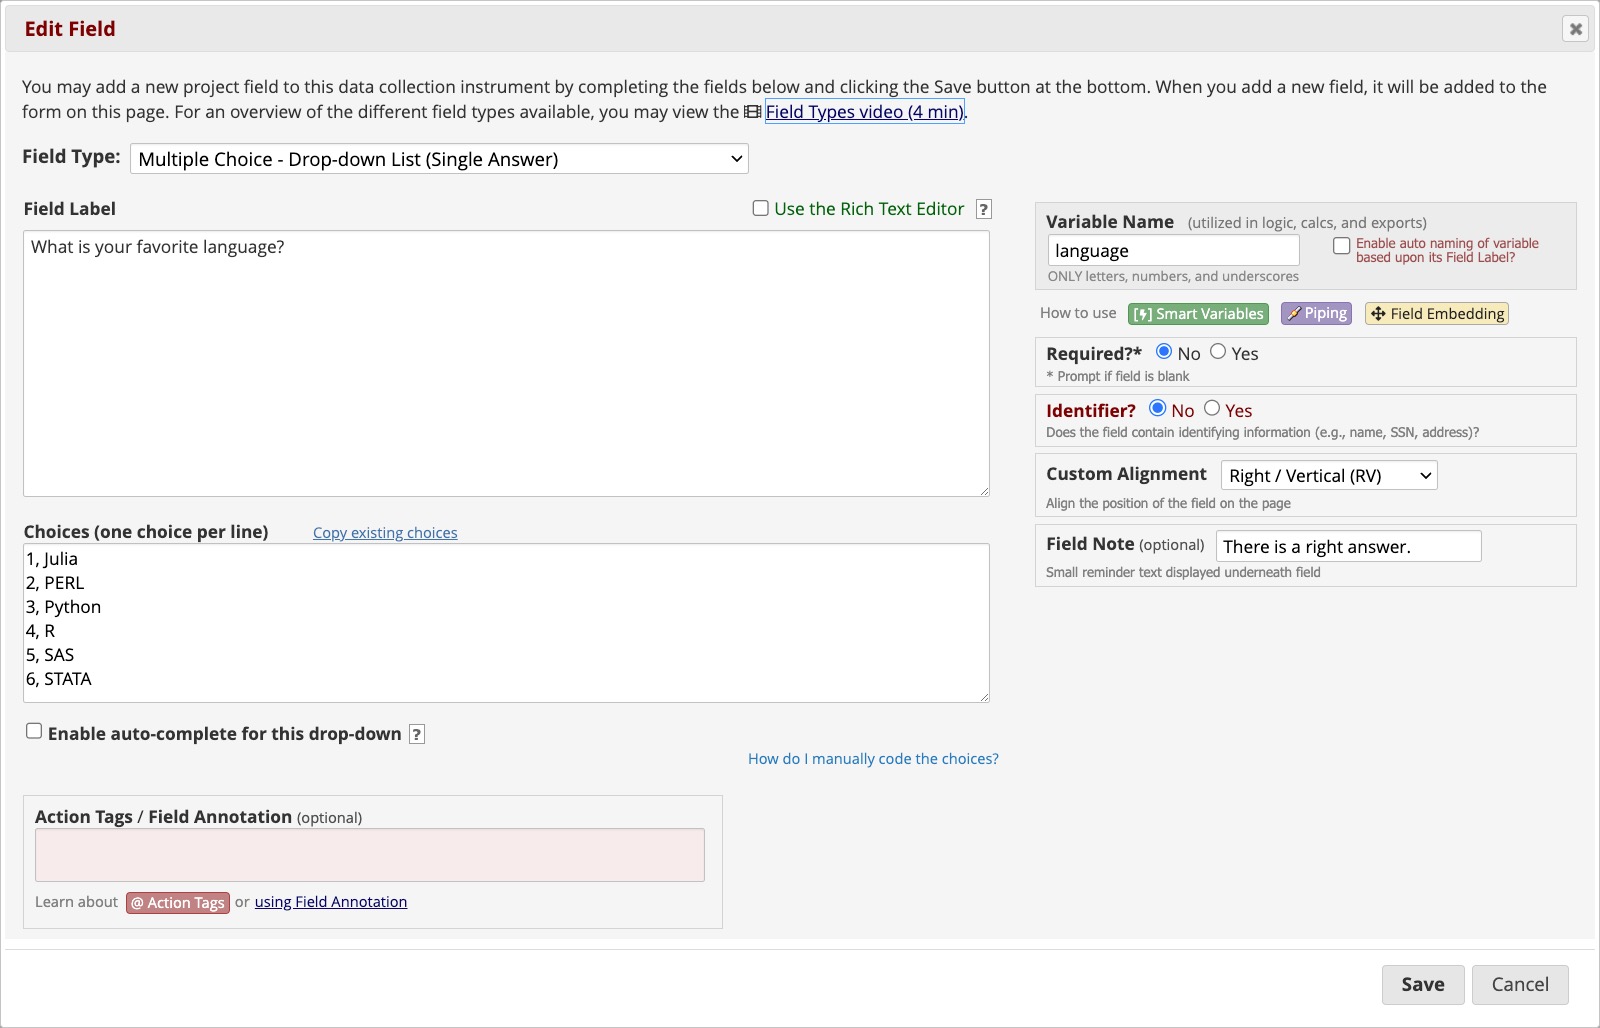 Edit Field
You may add a new project field to this data collection instrument by completing the fields below and clicking the Save button at the bottom. When you add a new field, it will be added to the
form on this page. For an overview of the different field types available, you may view the Field Types video (4 min).
Field Type: Multiple Choice - Drop-down List (Single Answer)
Field Label
Use the Rich Text Editor ?
What is your favorite language?
Choices (one choice per line) Copy existing choices
1, Julia
2, PERL
3, Python
4, R
5, SAS
6, STATA
Enable auto-complete for this drop-down ?
How do I manually code the choices?
Action Tags / Field Annotation (optional)
Learn about @ Action Tags or using Field Annotation
Variable Name (utilized in logic, calcs, and exports)
language
Enable auto naming of variable
based upon its Field Label?
ONLY letters, numbers, and underscores
How to use Smart Variables Piping Field Embedding
Required?* No Yes
* Prompt if field is blank
Identifier? No Yes
Does the field contain identifying information (e.g., name, SSN, address)?
Custom Alignment Right / Vertical (RV)
Align the position of the field on the page
Field Note (optional) There is a right answer.
Small reminder text displayed underneath field
Save Cancel